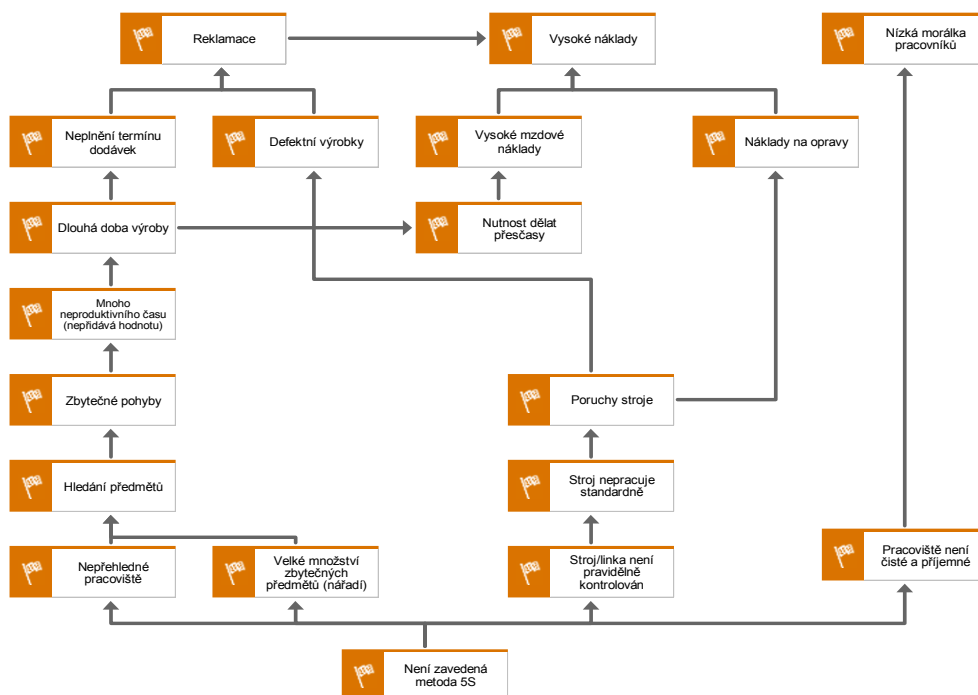 Reklamace
Vysoké náklady
Nízká morálka
pracovníků
Neplnění termínu
dodávek
Defektní výrobky
Vysoké mzdové
náklady
Náklady na opravy
Dlouhá doba výroby
Nutnost dělat
přesčasy
Mnoho
neproduktivního času
(nepřidává hodnotu)
Zbytečné pohyby
Poruchy stroje
Hledání předmětů
Stroj nepracuje
standardně
Nepřehledné
pracoviště
Velké množství
zbytečných
předmětů (nářadí)
Stroj/linka není
pravidělně
kontrolován
Pracoviště není
čisté a příjemné
Není zavedená
metoda 5S